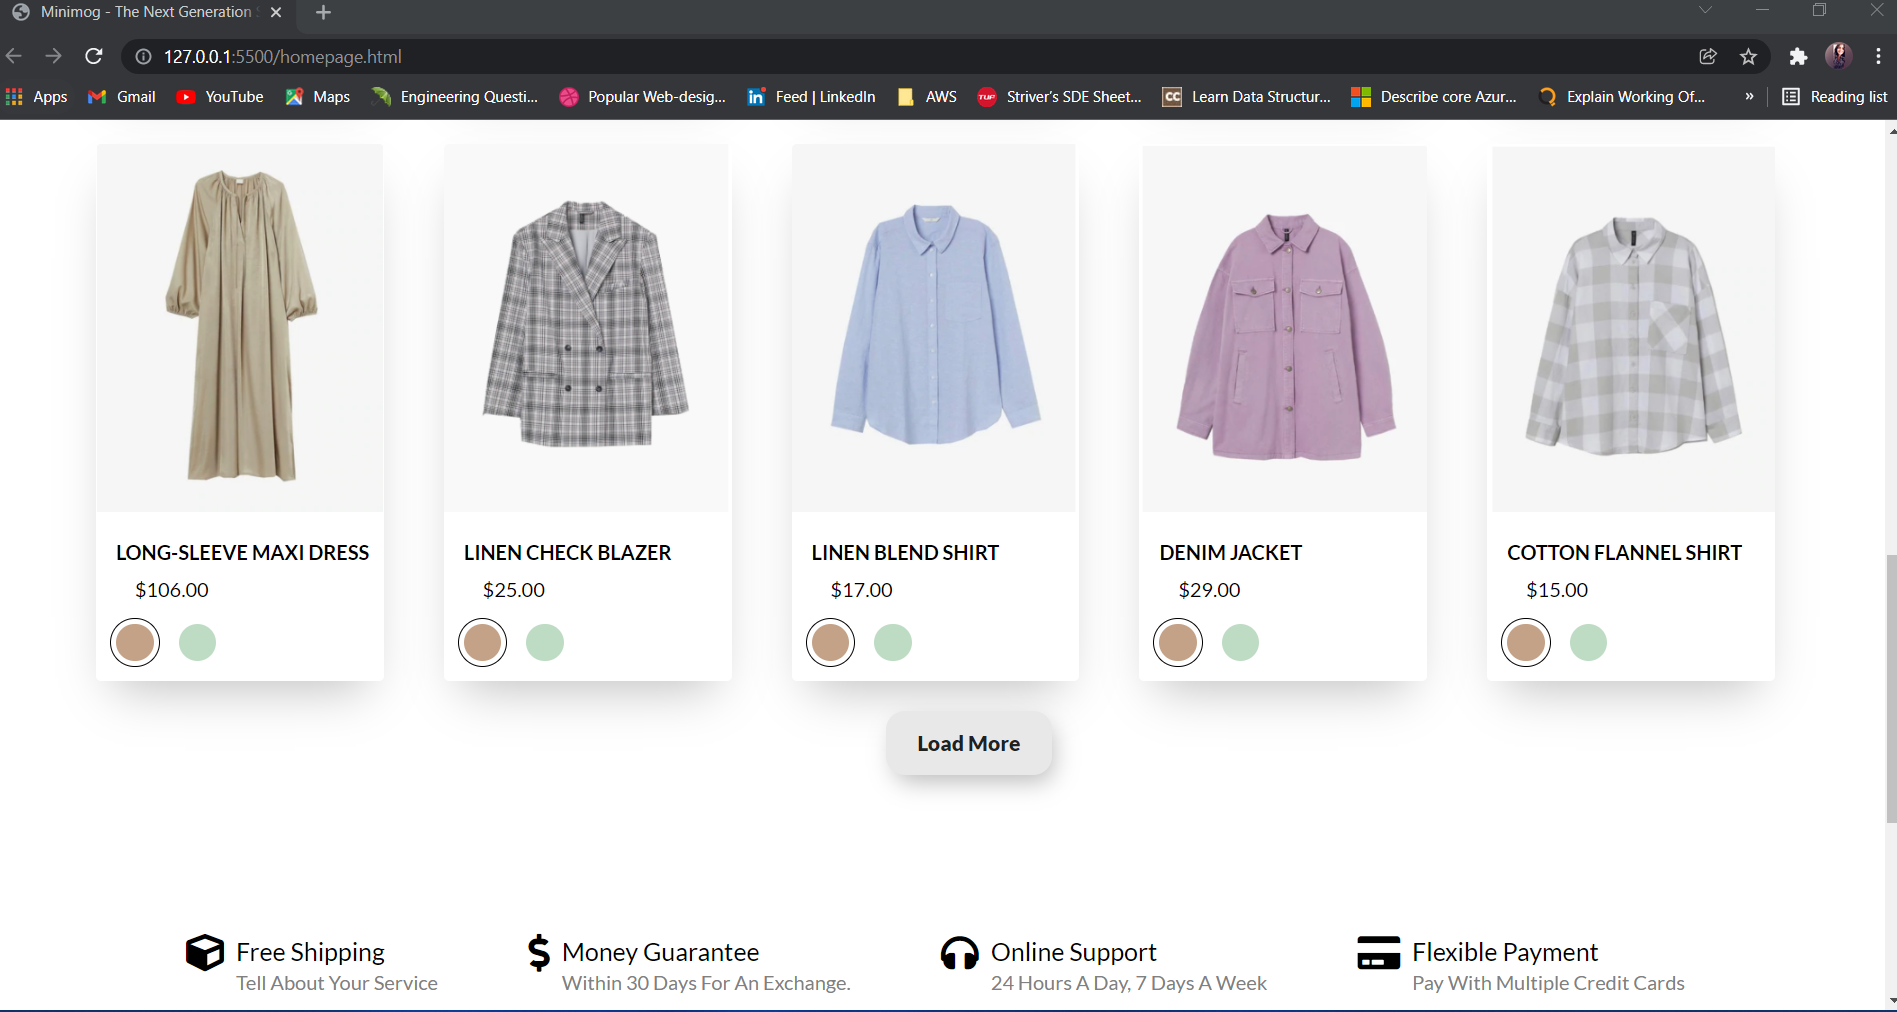 Minimog - The Next Generation
127.0.0.1:5500/homepage.html
Apps Gmail YouTube Maps Engineering Questi... Popular Web-desig... Feed | LinkedIn AWS TUF Striver's SDE Sheet... CC Learn Data Structur... Describe core Azur... Explain Working Of... » Reading list
LONG-SLEEVE MAXI DRESS LINEN CHECK BLAZER LINEN BLEND SHIRT DENIM JACKET COTTON FLANNEL SHIRT
$106.00 $25.00 $17.00 $29.00 $15.00
Load More
Free Shipping Money Guarantee Online Support Flexible Payment
Tell About Your Service Within 30 Days For An Exchange. 24 Hours A Day, 7 Days A Week Pay With Multiple Credit Cards